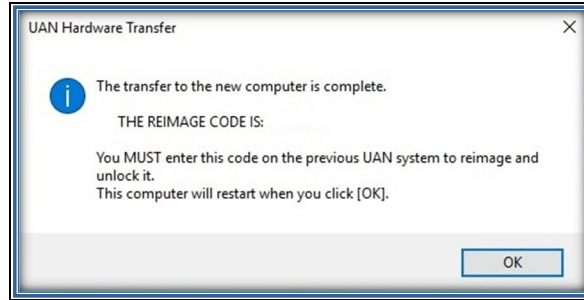 UAN Hardware Transfer
The transfer to the new computer is complete.
THE REIMAGE CODE IS:
You MUST enter this code on the previous UAN system to reimage and
unlock it.
This computer will restart when you click [OK].
OK